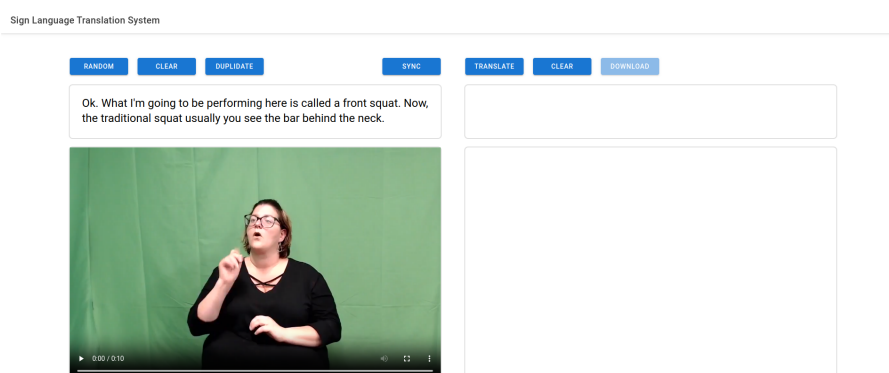 Sign Language Translation System
RANDOM CLEAR DUPLIDATE SYNC TRANSLATE CLEAR DOWNLOAD
Ok. What I'm going to be performing here is called a front squat. Now,
the traditional squat usually you see the bar behind the neck.
0:00 / 0:10